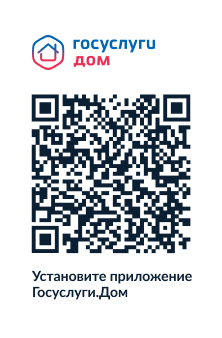 госуслуги
дом
Установите приложение
Госуслуги.Дом